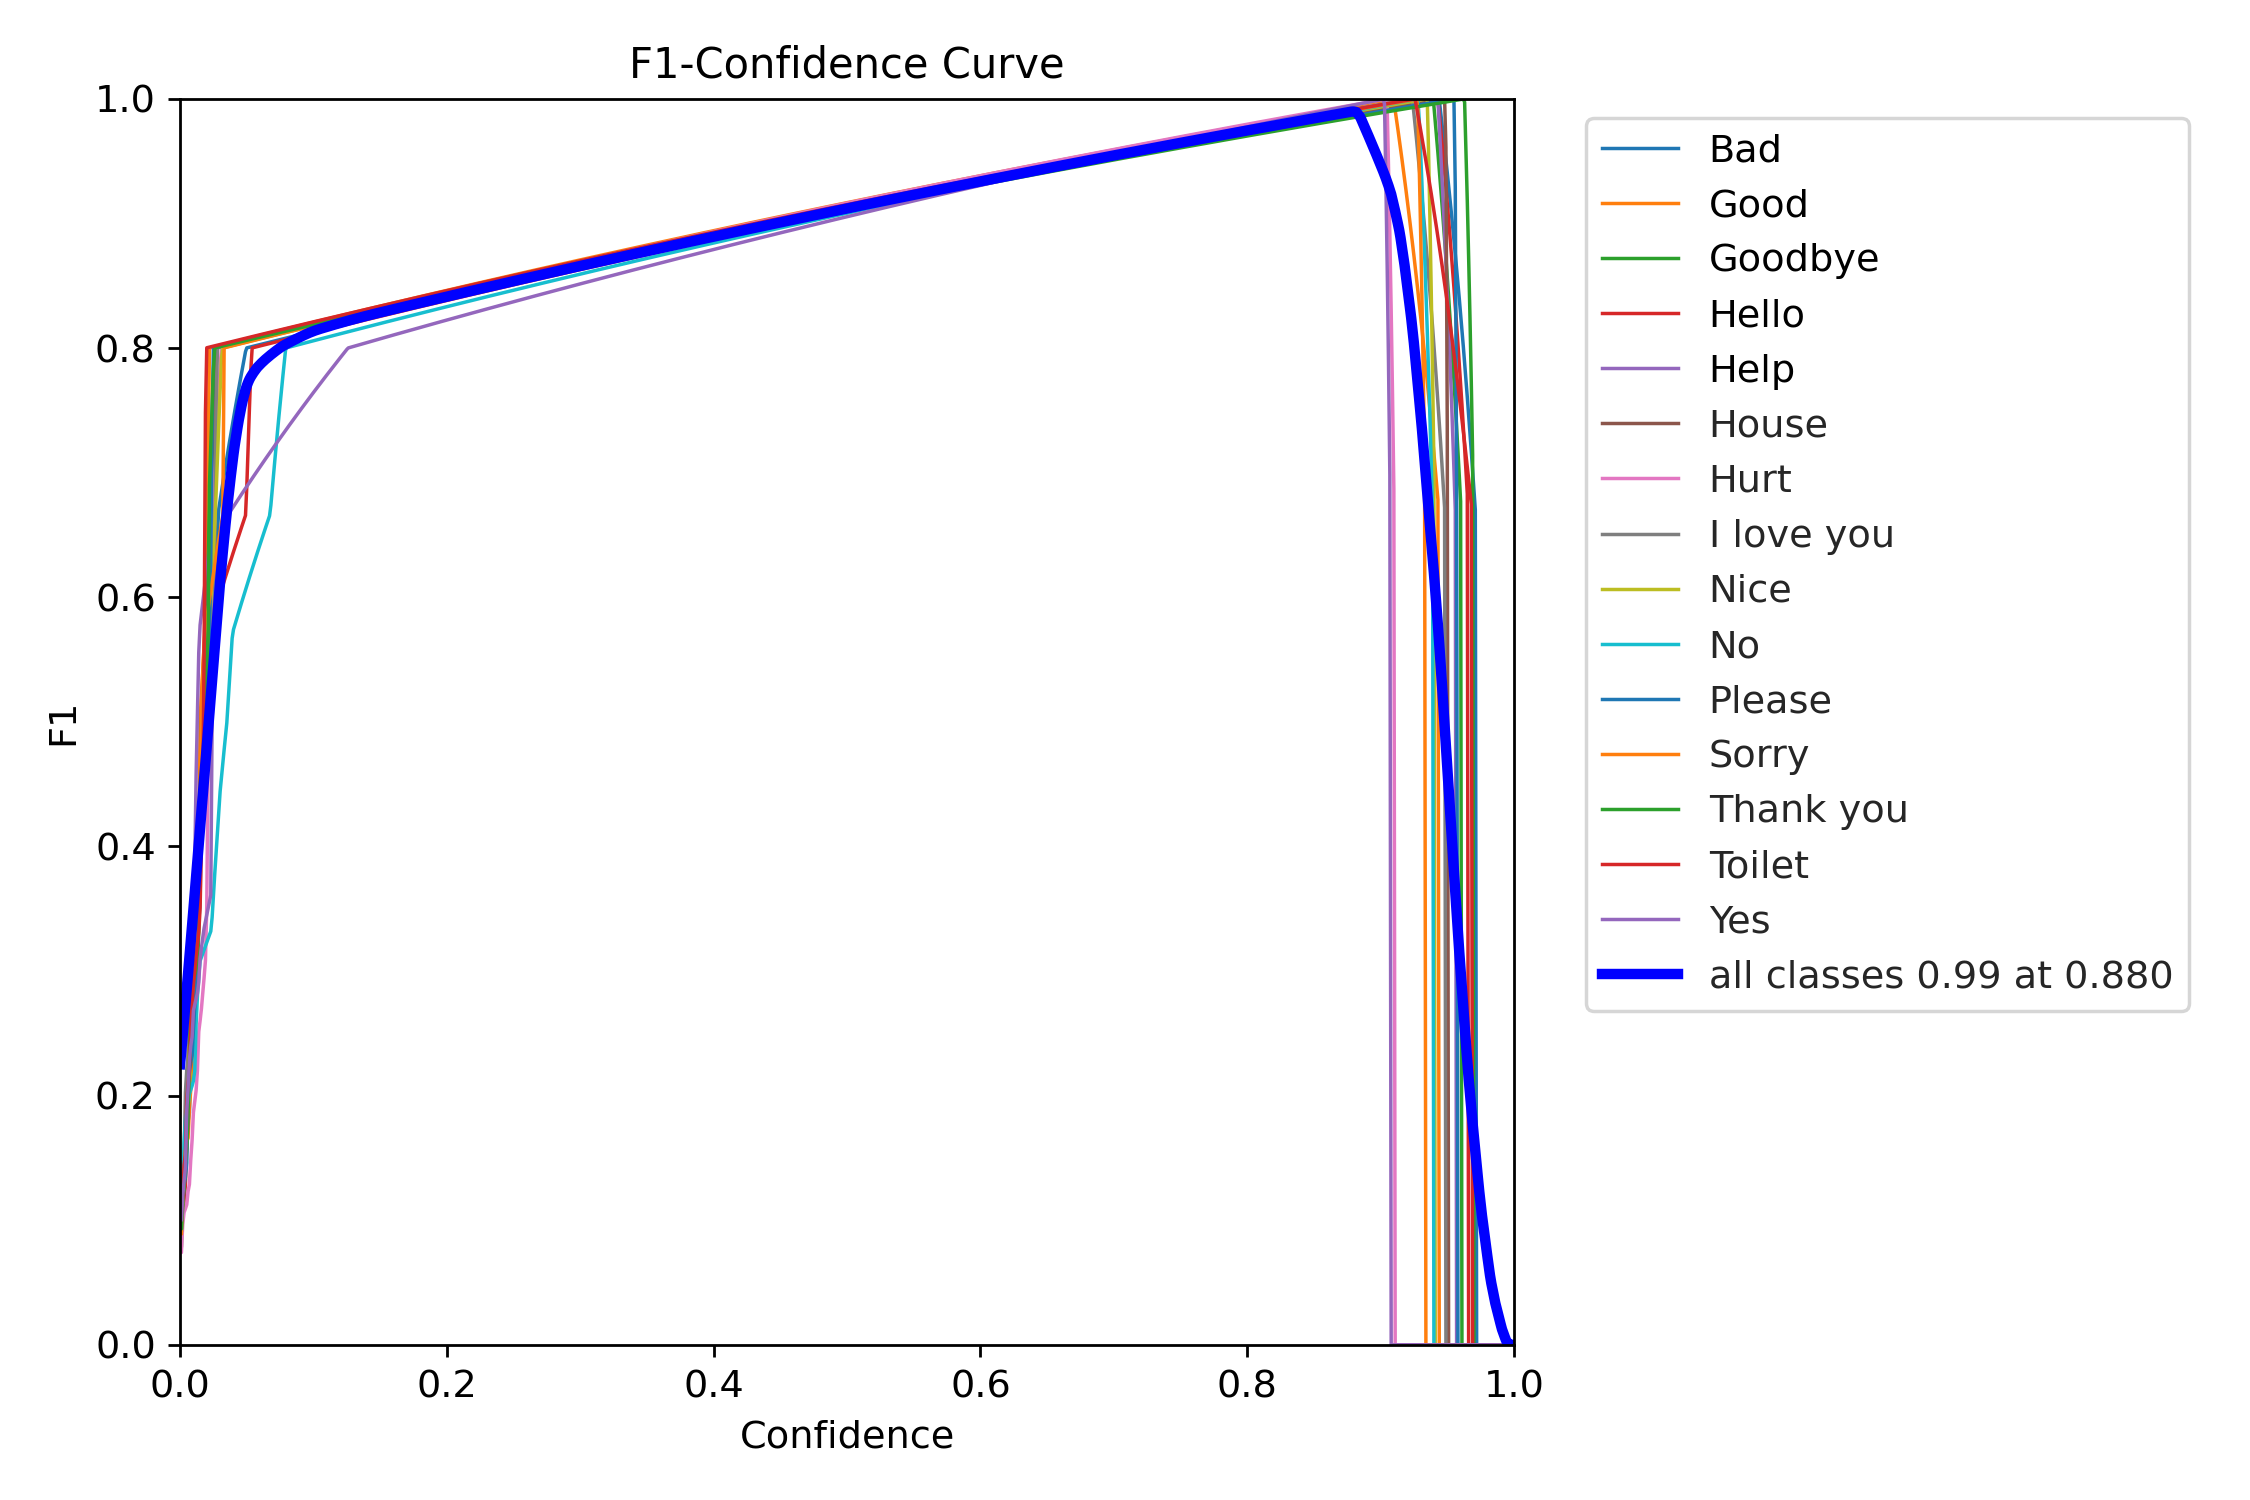 F1-Confidence Curve
1.0
0.8
0.6
0.4
0.2
0.0
F1
0.0 0.2 0.4 0.6 0.8 1.0
Confidence
Bad
Good
Goodbye
Hello
Help
House
Hurt
I love you
Nice
No
Please
Sorry
Thank you
Toilet
Yes
all classes 0.99 at 0.880